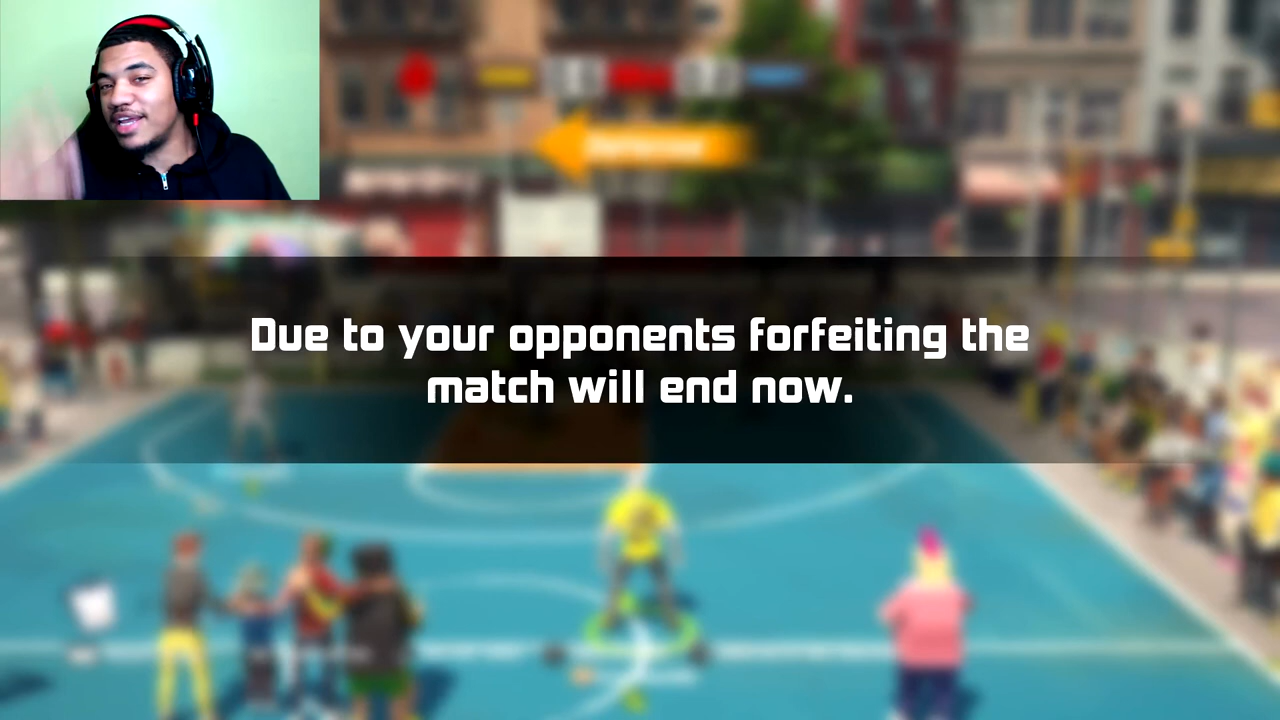 Due to your opponents forfeiting the
match will end now.